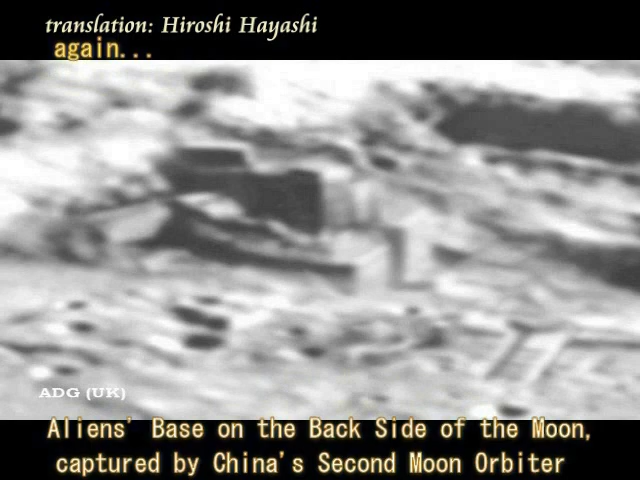 translation: Hiroshi Hayashi
again...
ADG (UK)
Aliens' Base on the Back Side of the Moon,
captured by China's Second Moon Orbiter